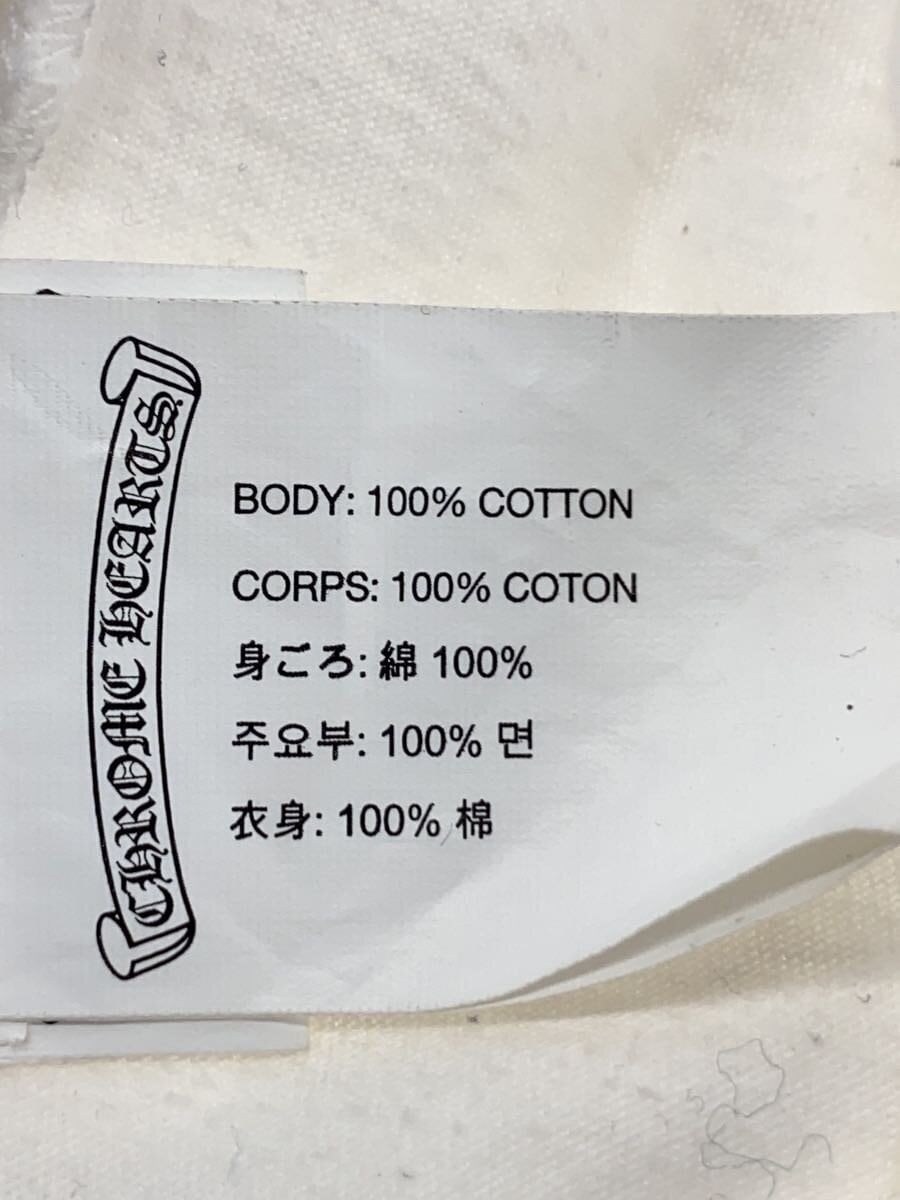 CHROME HEARTS
BODY: 100% COTTON
CORPS: 100% COTON
身ごろ: 綿 100%
주요부: 100% 면
衣身: 100% 棉